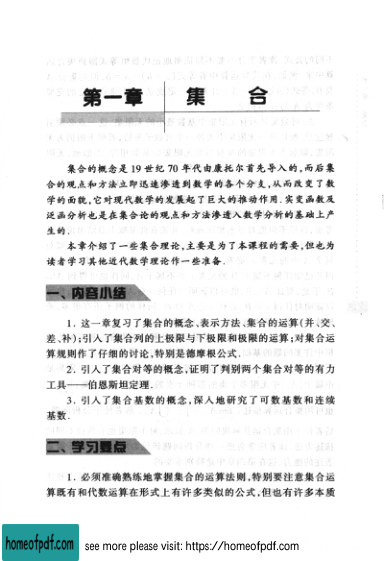 第一章 集 合
集合的概念是19世纪70年代由康托尔首先导入的,而后集
合的观点和方法立即迅速渗透到数学的各个分支,从而改变了数
学的面貌,它对现代数学的发展起了巨大的推动作用.实变函数及
泛函分析也是在集合论的观点和方法渗透入数学分析的基础上产
生的.
本章介绍了一些集合理论,主要是为了本课程的需要,但也为
读者学习其他近代数学理论作一些准备.
一、内容小结
1. 这一章复习了集合的概念、表示方法、集合的运算(并、交、
差、补);引入了集合列的上极限与下极限和极限的运算;对集合运
算规则作了仔细的讨论,特别是德摩根公式.
2. 引入了集合对等的概念,证明了判别两个集合对等的有力
工具——伯恩斯坦定理.
3. 引入了集合基数的概念,深入地研究了可数基数和连续
基数.
二、学习要点
1. 必须准确熟练地掌握集合的运算法则,特别要注意集合运
算既有和代数运算在形式上有许多类似的公式,但也有许多本质
homeofpdf.com
see more please visit: https://homeofpdf.com